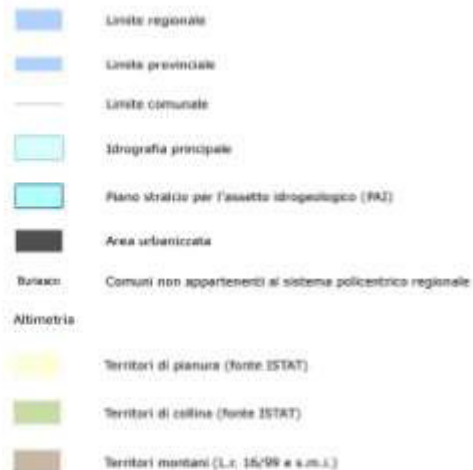 Limite regionale
Limite provinciale
Limite comunale
Idrografia principale
Piano stralcio per l'assetto idrogeologico (PAI)
Area urbanizzata
Buriasco Comuni non appartenenti al sistema policentrico regionale
Altimetria
Territori di pianura (fonte ISTAT)
Territori di collina (fonte ISTAT)
Territori montani (L.r. 16/99 e s.m.i.)